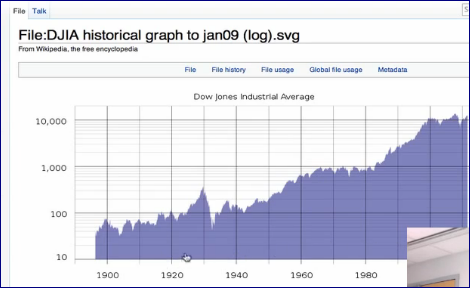 File Talk
File:DJIA historical graph to jan09 (log).svg
From Wikipedia, the free encyclopedia
File File history File usage Global file usage Metadata
Dow Jones Industrial Average
10,000
1,000
100
10
1900 1920 1940 1960 1980